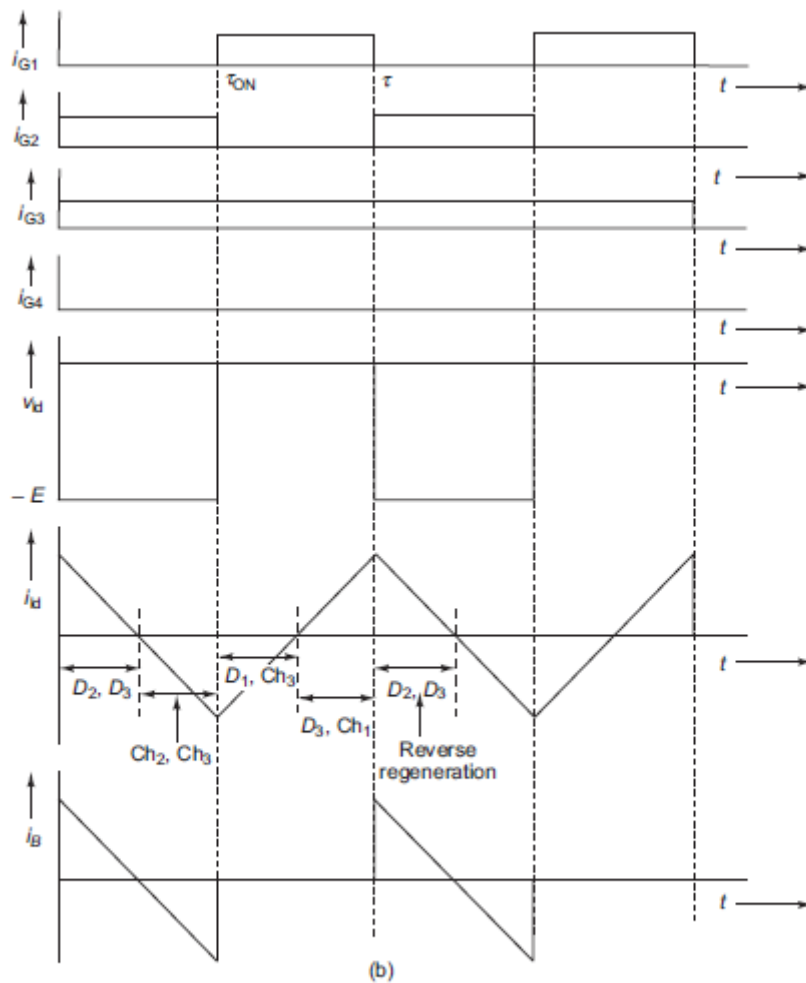 i_G1
τ_ON τ t
i_G2
t
i_G3
t
i_G4
t
v_ld
t
– E
i_ld
t
D_2, D_3 D_1, Ch_3 D_2, D_3
Ch_2, Ch_3 D_3, Ch_1 Reverse
regeneration
i_B
t
(b)